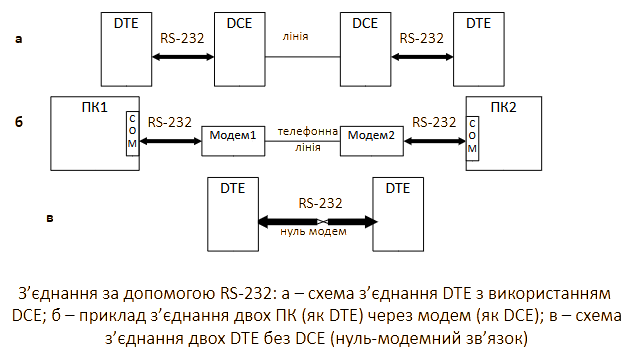 DTE DCE DCE DTE
а RS-232 лінія RS-232
ПК1 ПК2
б COM RS-232 Модем1 телефонна лінія Модем2 RS-232 COM
DTE DTE
в RS-232
нуль модем
З’єднання за допомогою RS-232: а – схема з’єднання DTE з використанням
DCE; б – приклад з’єднання двох ПК (як DTE) через модем (як DCE); в – схема
з’єднання двох DTE без DCE (нуль-модемний зв’язок)